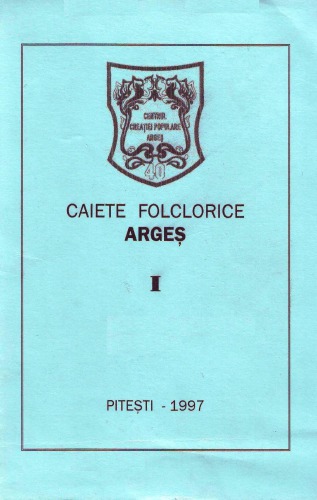 CENTRUL
CREAȚIEI POPULARE
ARGEȘ
40
CAIETE FOLCLORICE
ARGEȘ
I
PITEȘTI - 1997